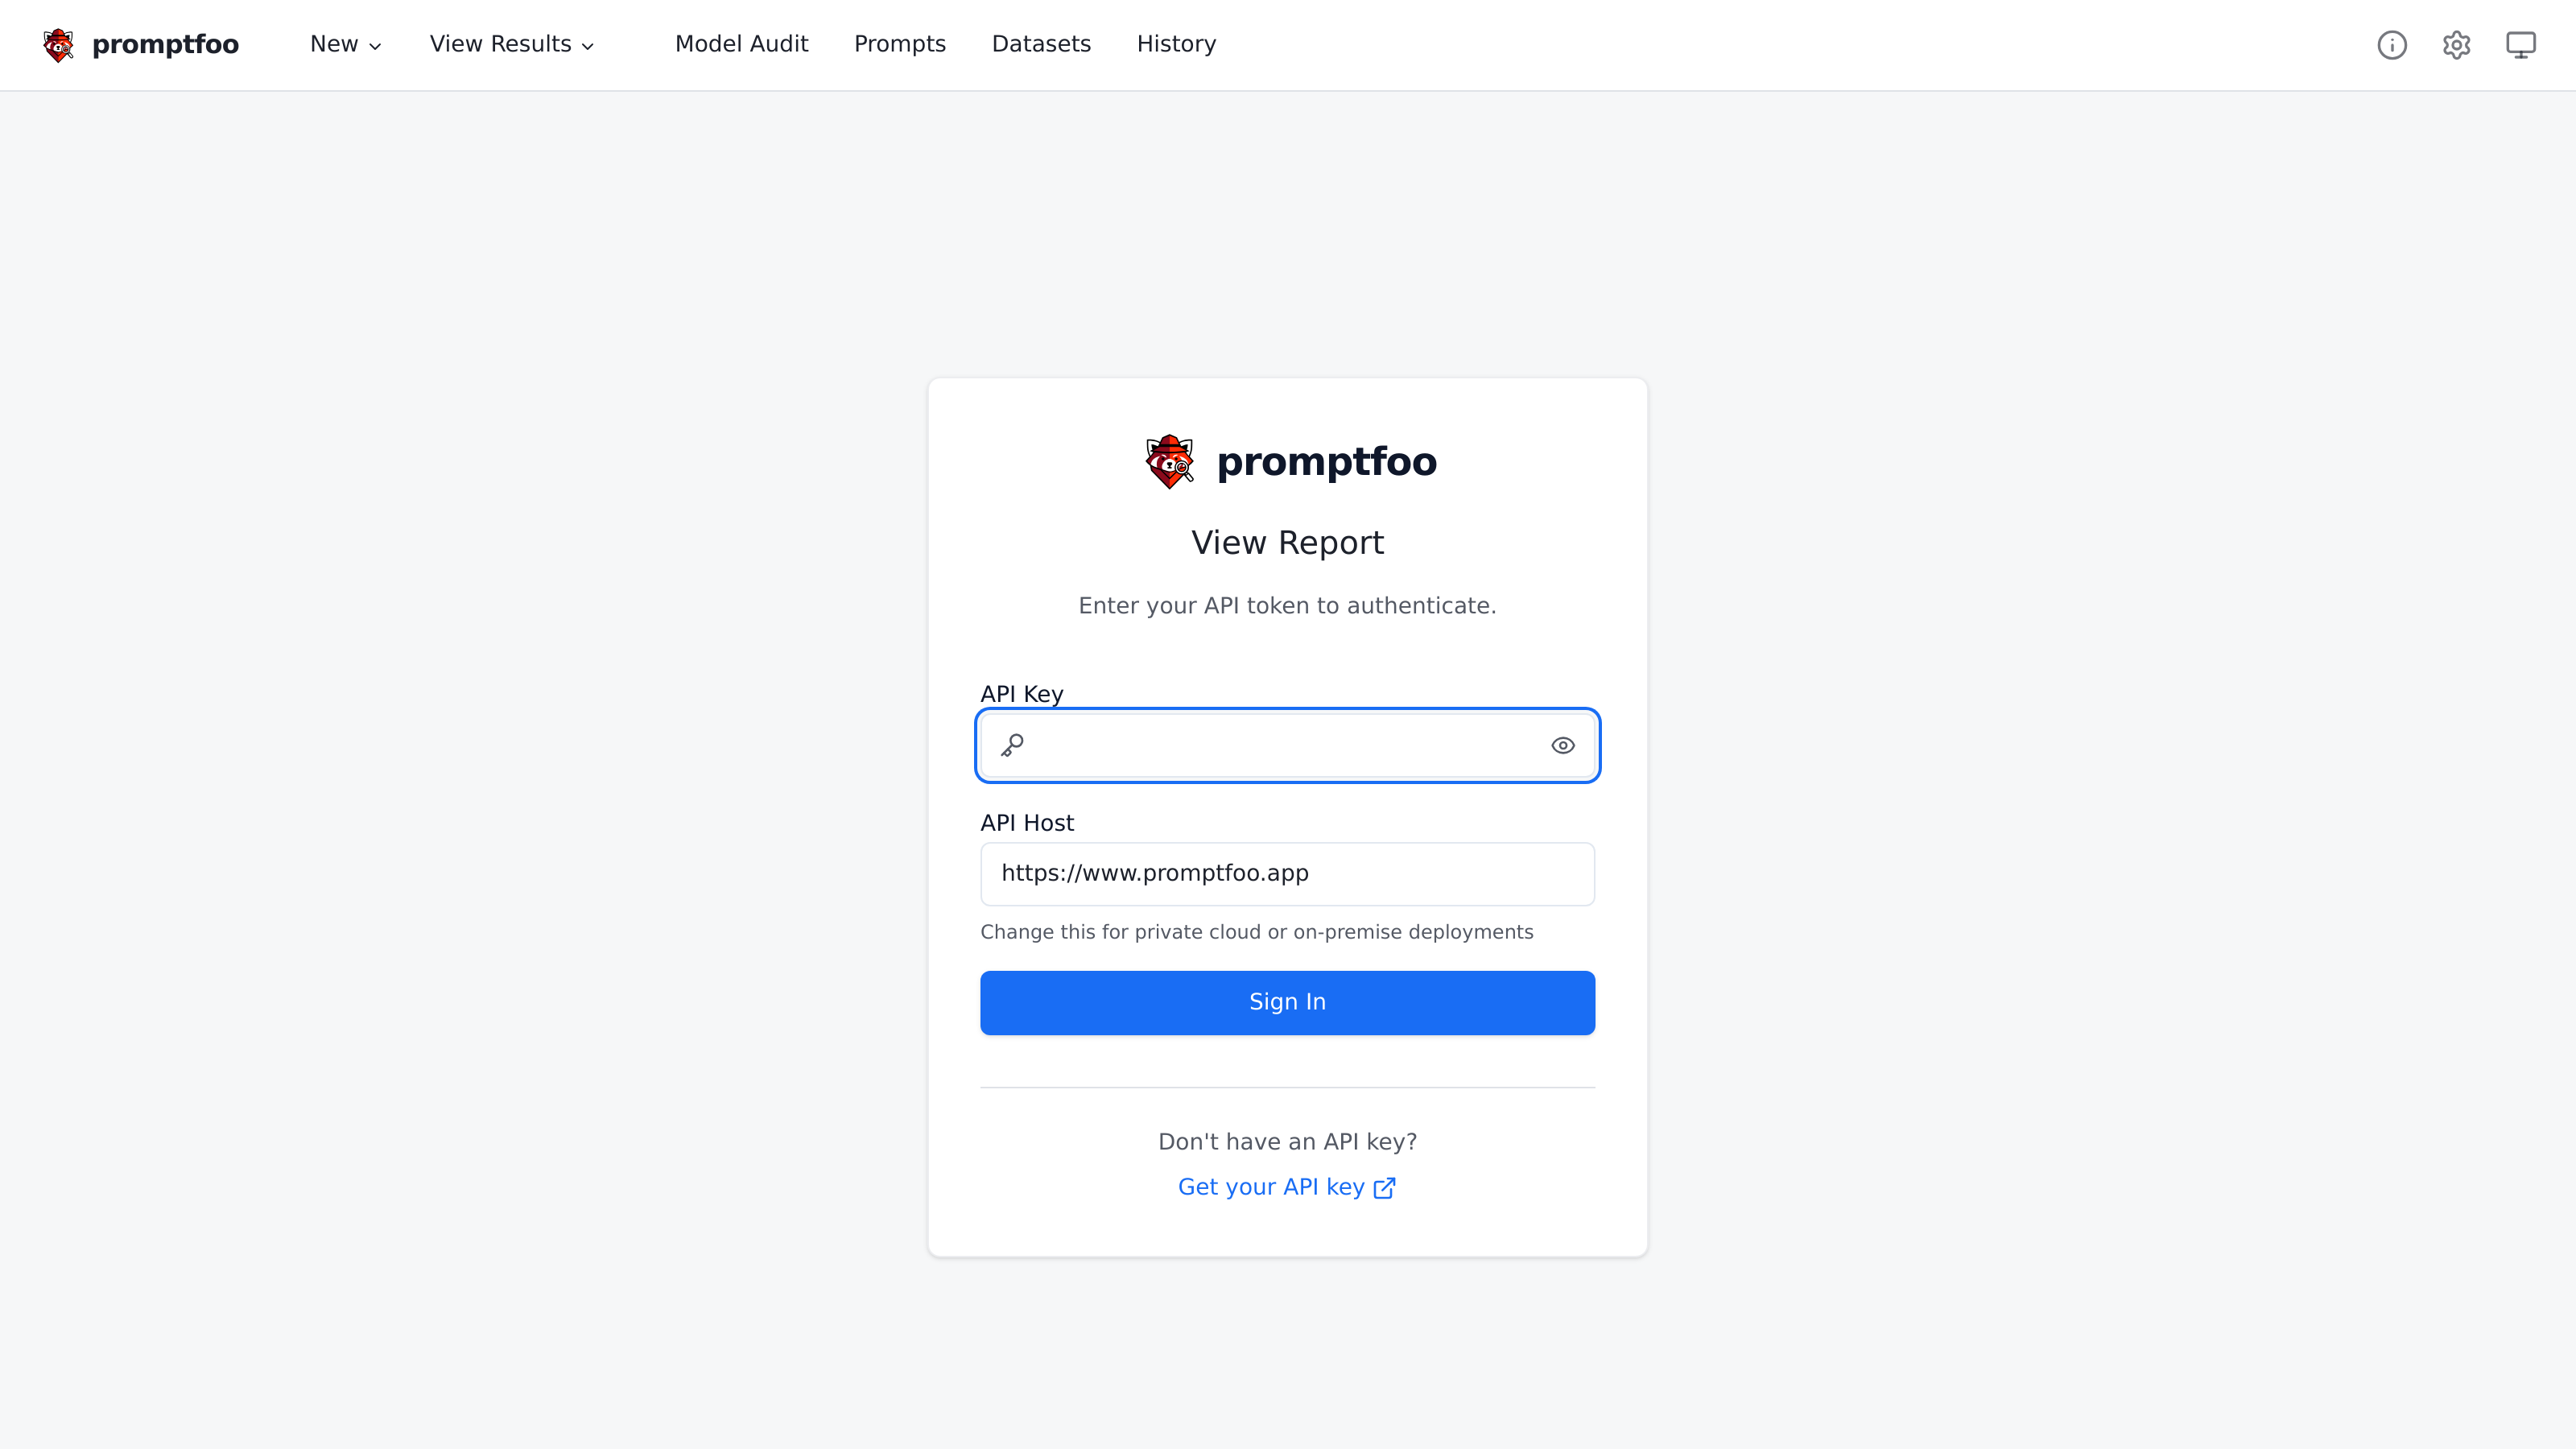 promptfoo New View Results Model Audit Prompts Datasets History
promptfoo
View Report
Enter your API token to authenticate.
API Key
API Host
https://www.promptfoo.app
Change this for private cloud or on-premise deployments
Sign In
Don't have an API key?
Get your API key